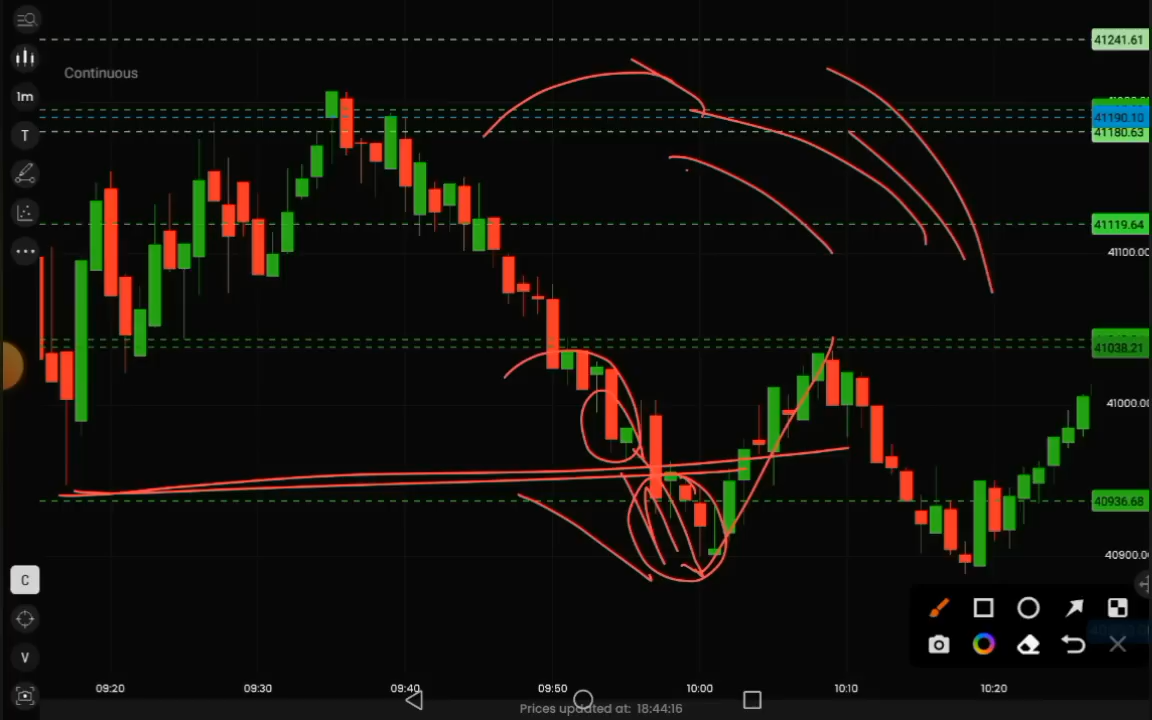 41241.61
Continuous
1m
41190.10
T
41180.63
41119.64
41100.00
41038.21
41000.0
40936.68
40900.0
C
V
09:20 09:30 09:40 09:50 10:00 10:10 10:20
Prices updated at: 18:44:16